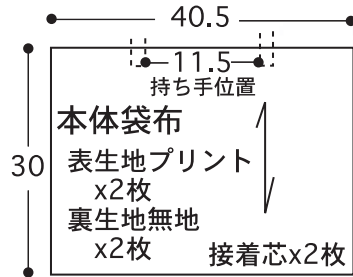 40.5
11.5
持ち手位置
本体袋布
30
表生地プリント
x2枚
裏生地無地
x2枚
接着芯x2枚